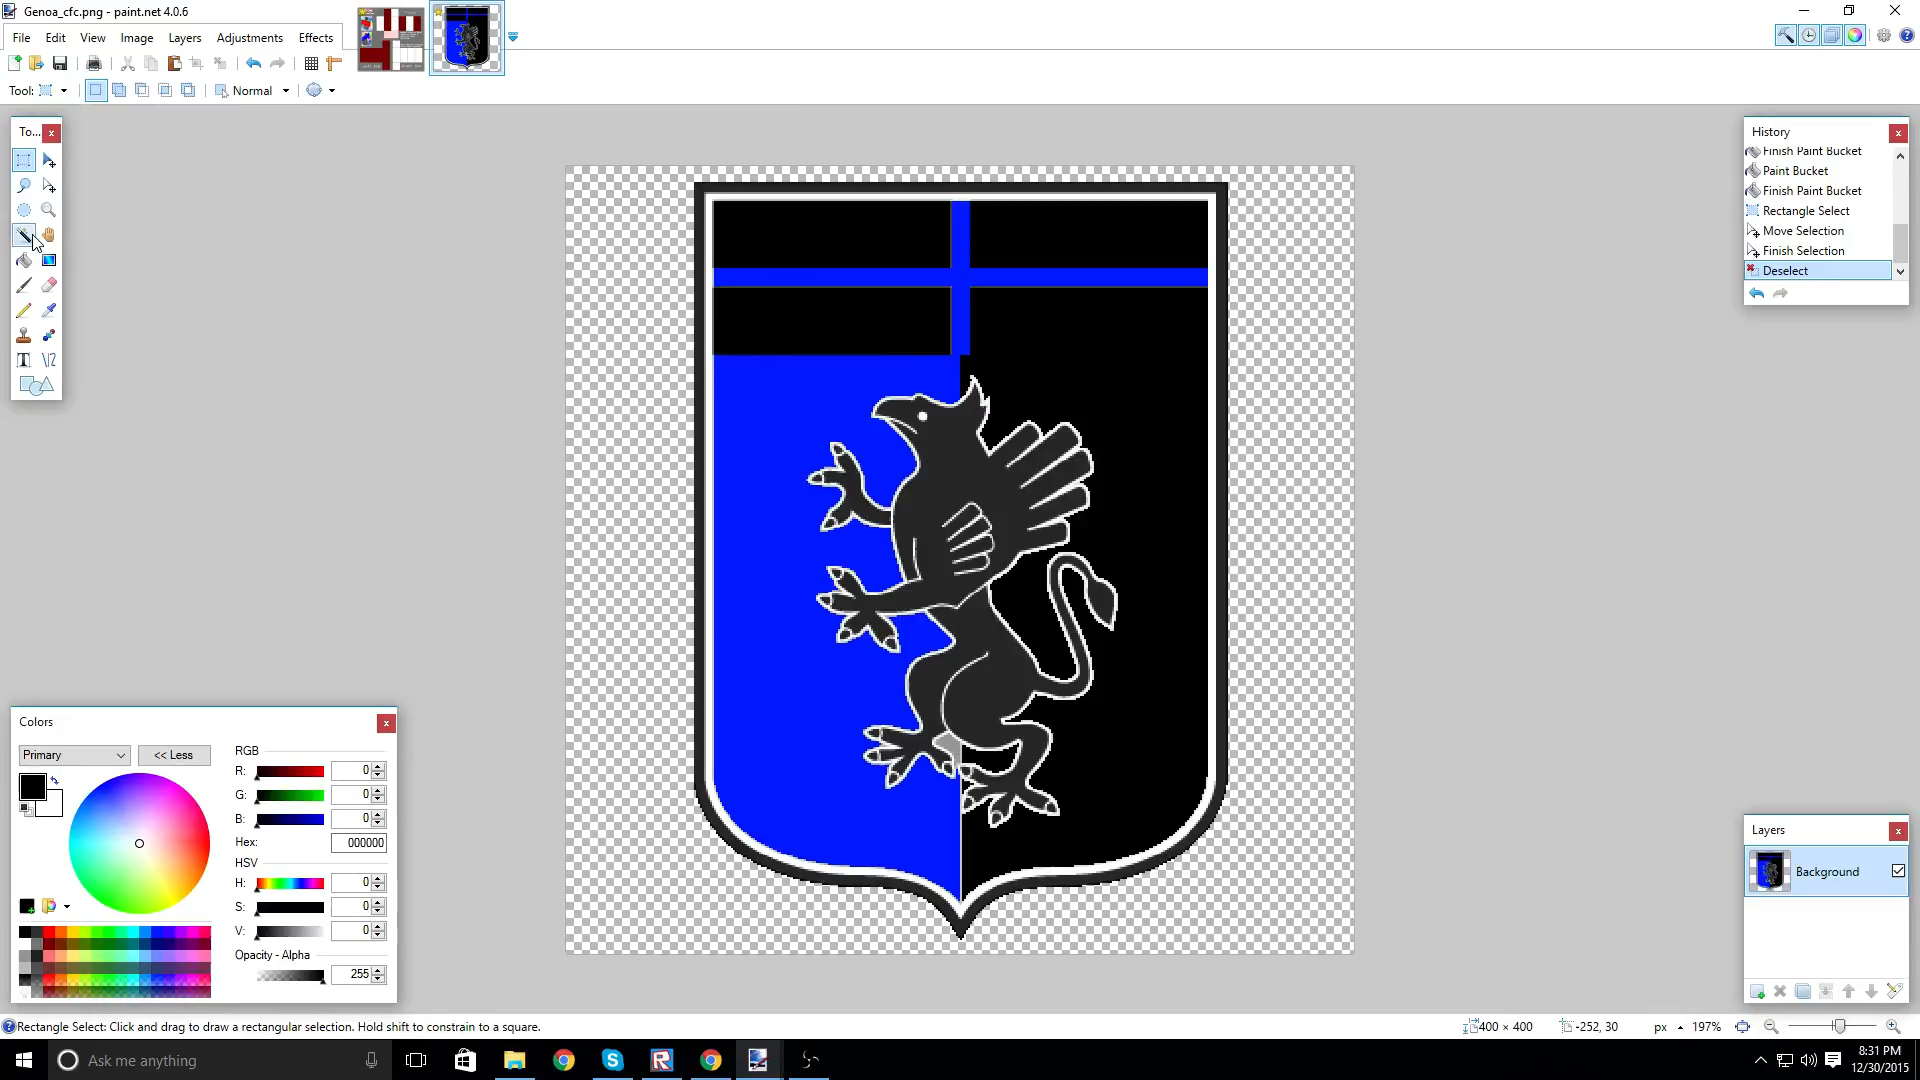 Genoa_cfc.png - paint.net 4.0.6
File Edit View Image Layers Adjustments Effects
Tool: Normal
To...
History
Finish Paint Bucket
Paint Bucket
Finish Paint Bucket
Rectangle Select
Move Selection
Finish Selection
Deselect
Colors
Primary
<< Less
RGB
R: 0
G: 0
B: 0
Hex: 000000
HSV
H: 0
S: 0
V: 0
Opacity - Alpha
255
Layers
Background
Rectangle Select: Click and drag to draw a rectangular selection. Hold shift to constrain to a square.
400 × 400
-252, 30
px
197%
Ask me anything
8:31 PM
12/30/2015